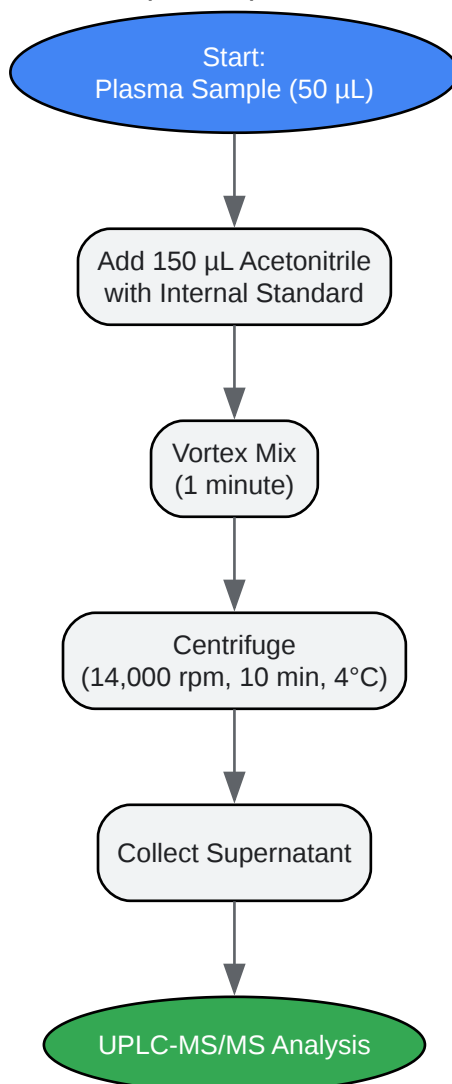 Start:
Plasma Sample (50 µL)
Add 150 µL Acetonitrile
with Internal Standard
Vortex Mix
(1 minute)
Centrifuge
(14,000 rpm, 10 min, 4°C)
Collect Supernatant
UPLC-MS/MS Analysis